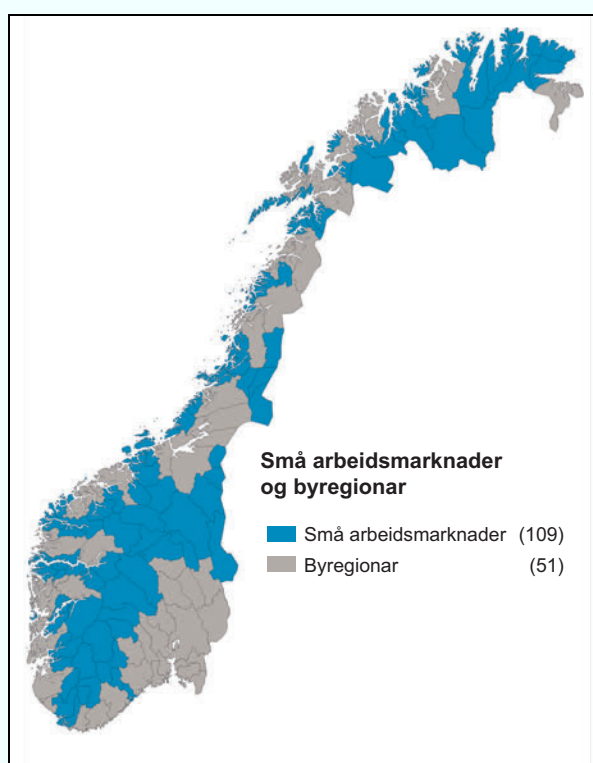 Små arbeidsmarknader
og byregionar
Små arbeidsmarknader (109)
Byregionar (51)